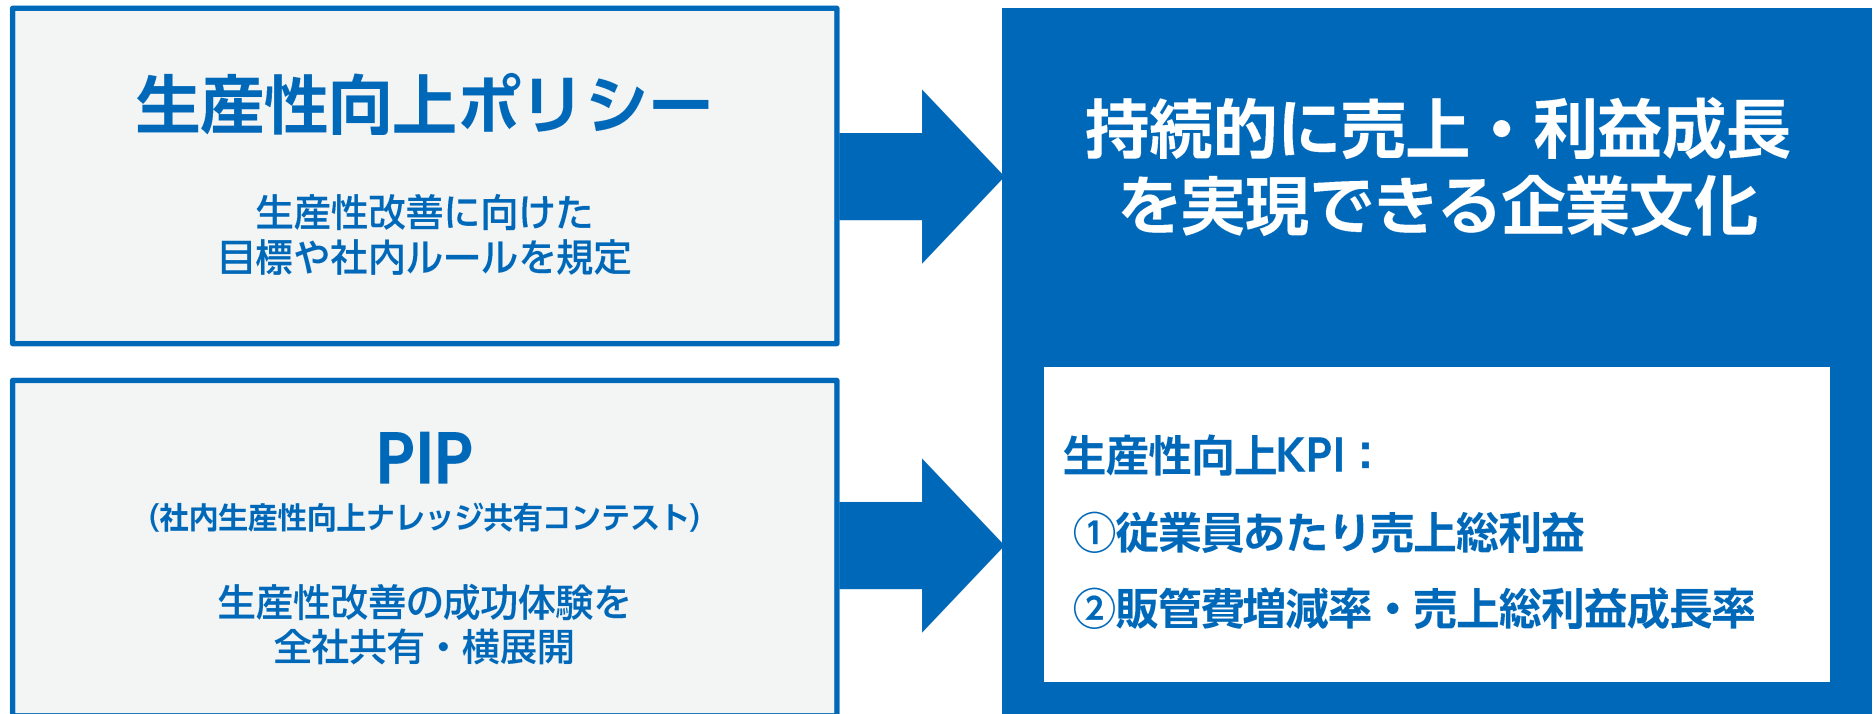 生産性向上ポリシー
生産性改善に向けた
目標や社内ルールを規定
PIP
（社内生産性向上ナレッジ共有コンテスト）
生産性改善の成功体験を
全社共有・横展開
持続的に売上・利益成長
を実現できる企業文化
生産性向上KPI：
①従業員あたり売上総利益
②販管費増減率・売上総利益成長率